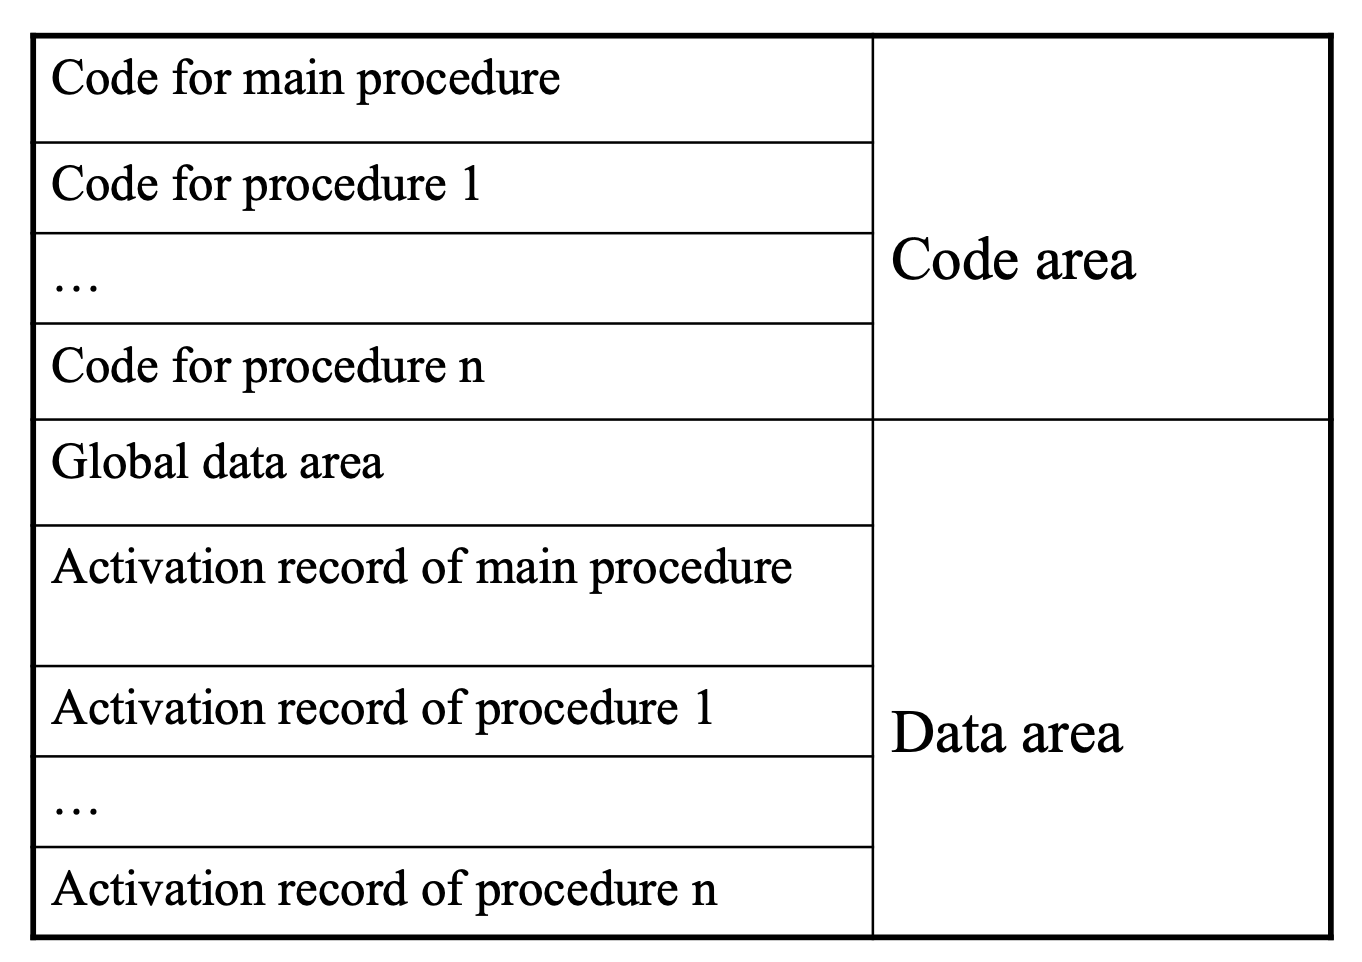 Code for main procedure
Code for procedure 1
…
Code for procedure n
Code area
Global data area
Activation record of main procedure
Activation record of procedure 1
…
Activation record of procedure n
Data area